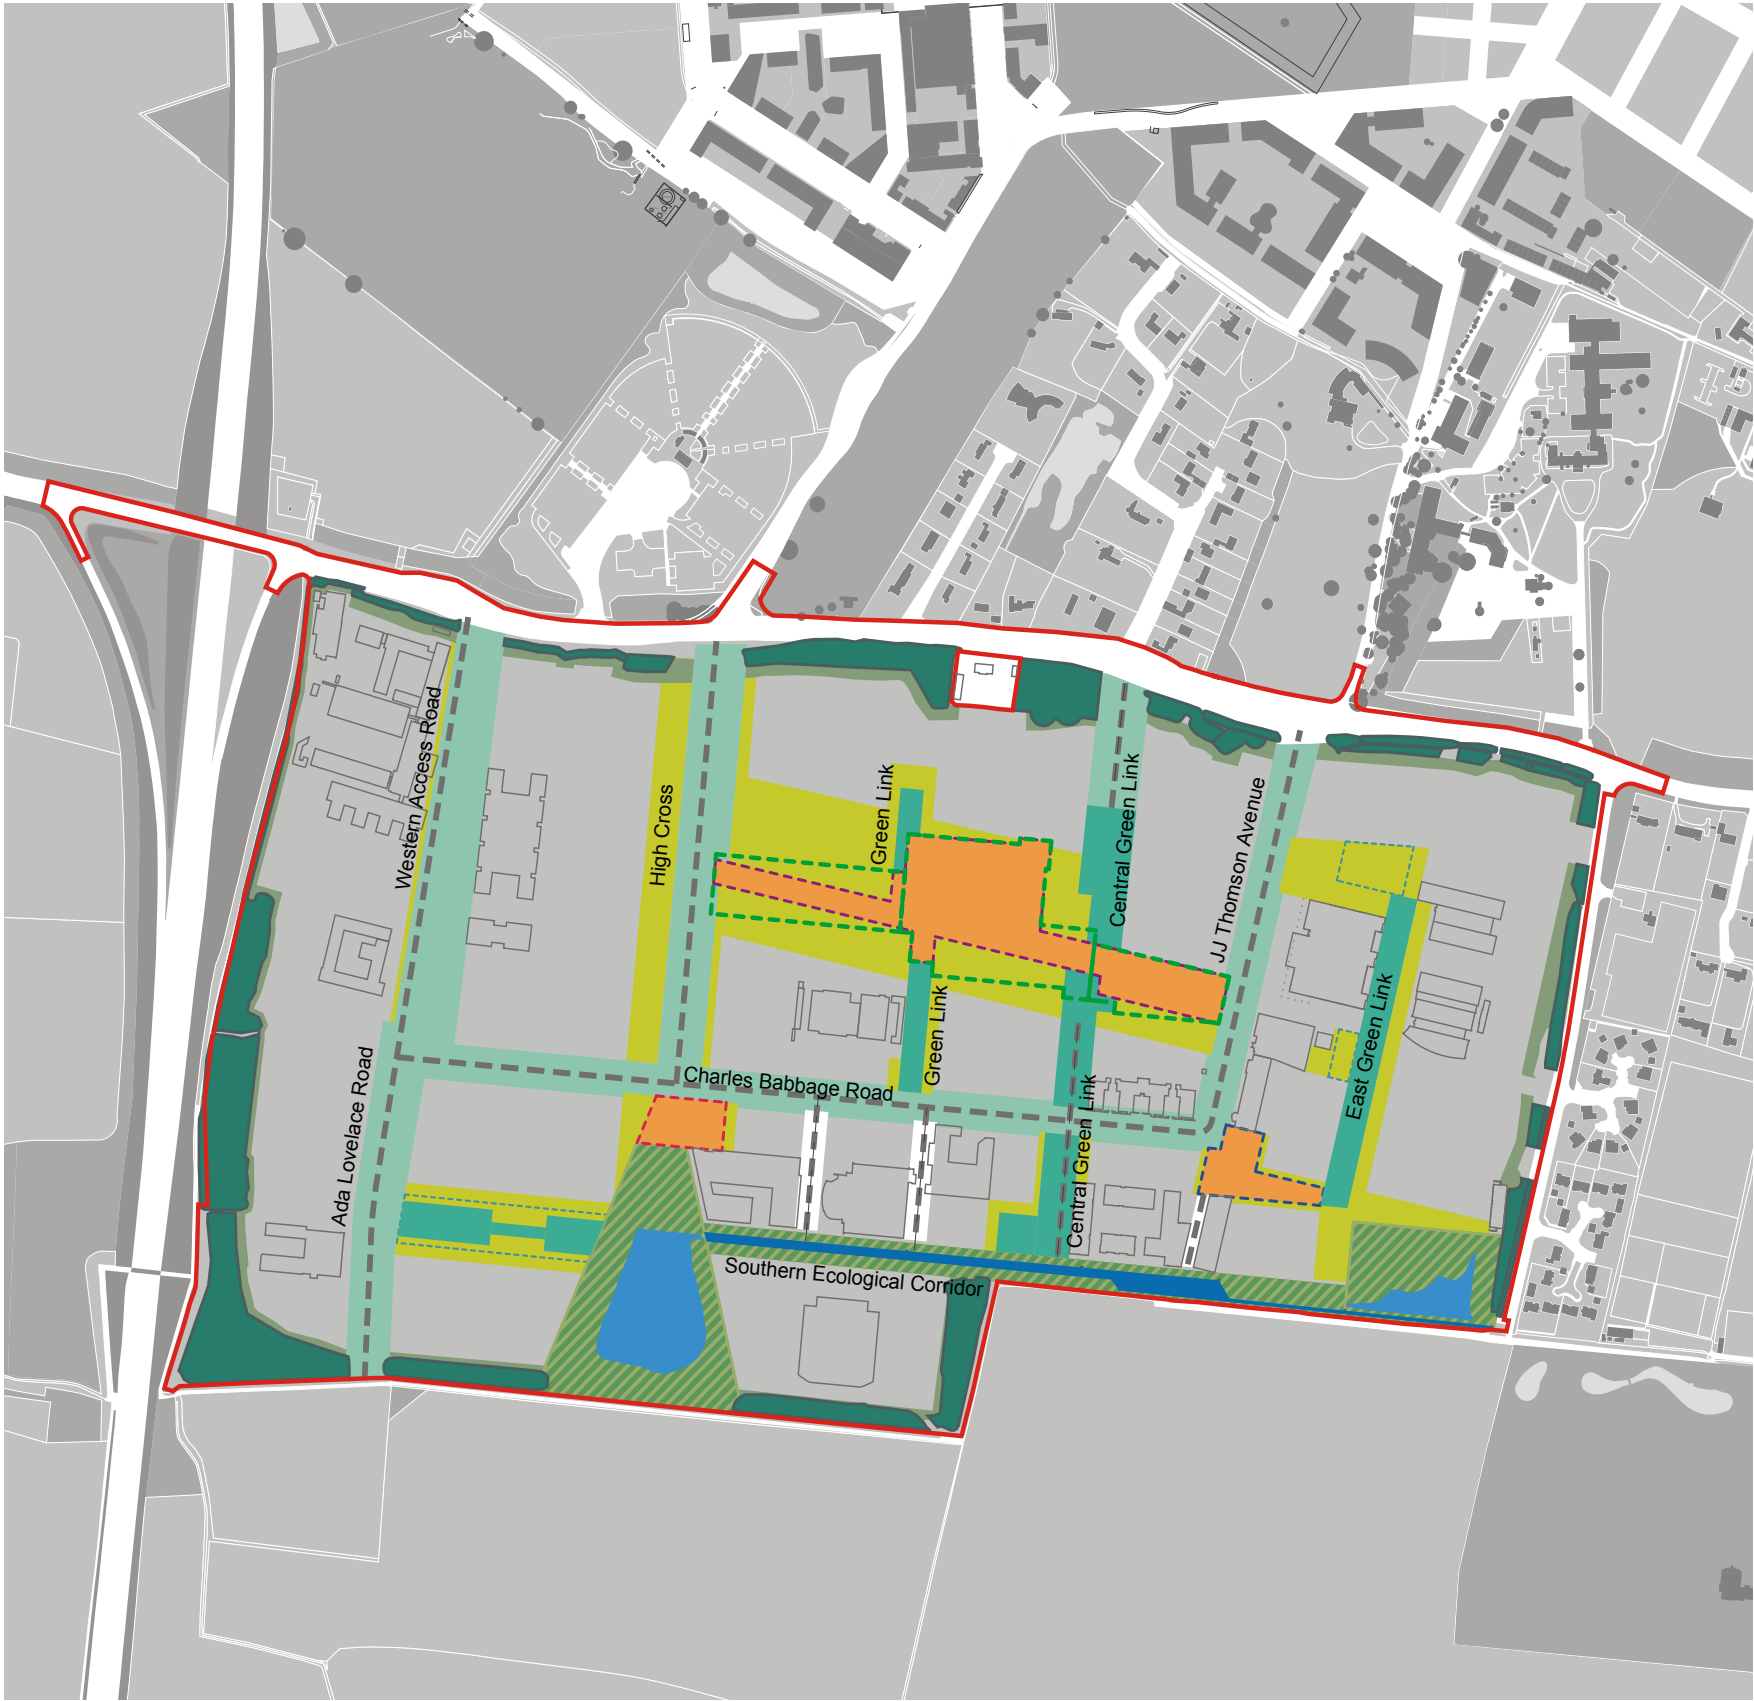 Western Access Road
High Cross
Green Link
Central Green Link
JJ Thomson Avenue
Green Link
East Green Link
Ada Lovelace Road
Charles Babbage Road
Central Green Link
Southern Ecological Corridor